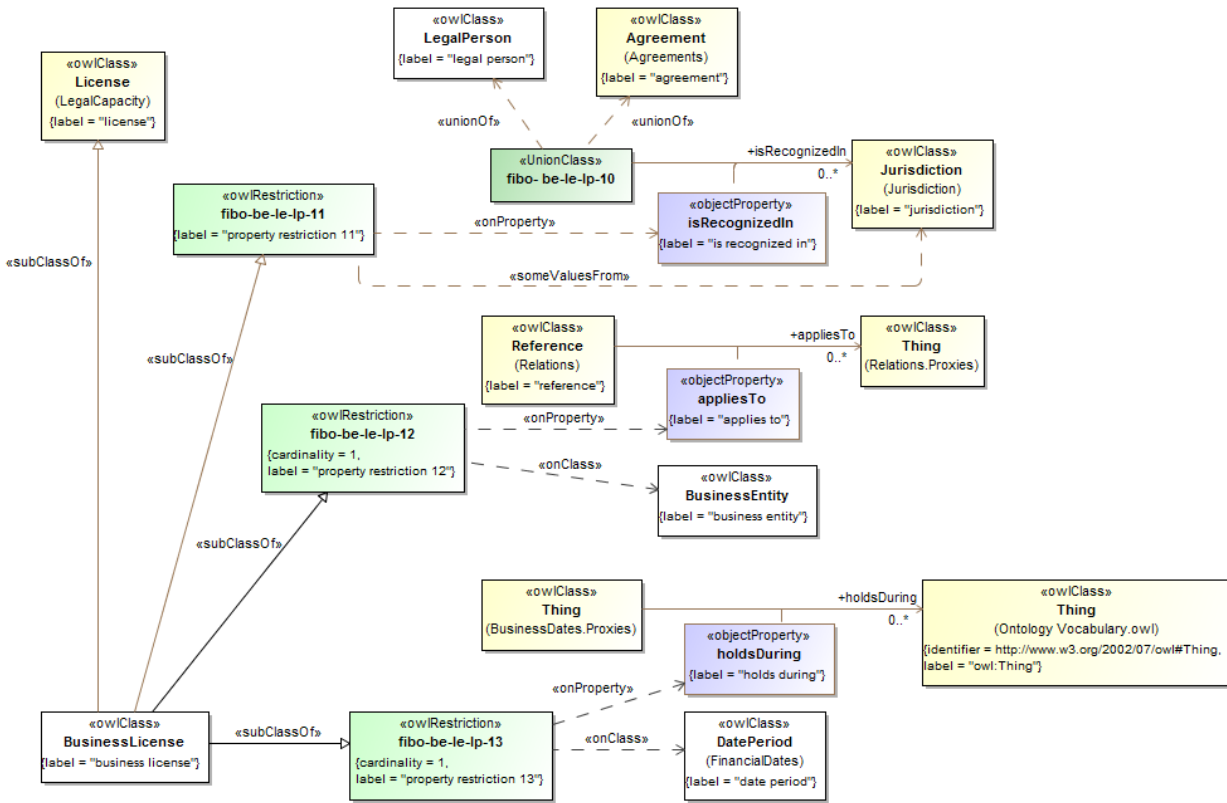 «owlClass»
LegalPerson
{label = "legal person"}
«owlClass»
Agreement
(Agreements)
{label = "agreement"}
«owlClass»
License
(LegalCapacity)
{label = "license"}
«unionOf»
«unionOf»
«UnionClass»
fibo- be-le-lp-10
+isRecognizedIn
0..*
«owlClass»
Jurisdiction
(Jurisdiction)
{label = "jurisdiction"}
«owlRestriction»
fibo-be-le-lp-11
{label = "property restriction 11"}
«onProperty»
«objectProperty»
isRecognizedIn
{label = "is recognized in"}
«subClassOf»
«someValuesFrom»
«owlClass»
Reference
(Relations)
{label = "reference"}
+appliesTo
0..*
«owlClass»
Thing
(Relations.Proxies)
«subClassOf»
«objectProperty»
appliesTo
{label = "applies to"}
«owlRestriction»
fibo-be-le-lp-12
{cardinality = 1,
label = "property restriction 12"}
«onProperty»
«onClass»
«owlClass»
BusinessEntity
{label = "business entity"}
«subClassOf»
«owlClass»
Thing
(BusinessDates.Proxies)
+holdsDuring
0..*
«owlClass»
Thing
(Ontology Vocabulary.owl)
{identifier = http://www.w3.org/2002/07/owl#Thing,
label = "owl:Thing"}
«objectProperty»
holdsDuring
{label = "holds during"}
«onProperty»
«owlClass»
BusinessLicense
{label = "business license"}
«subClassOf»
«owlRestriction»
fibo-be-le-lp-13
{cardinality = 1,
label = "property restriction 13"}
«onClass»
«owlClass»
DatePeriod
(FinancialDates)
{label = "date period"}